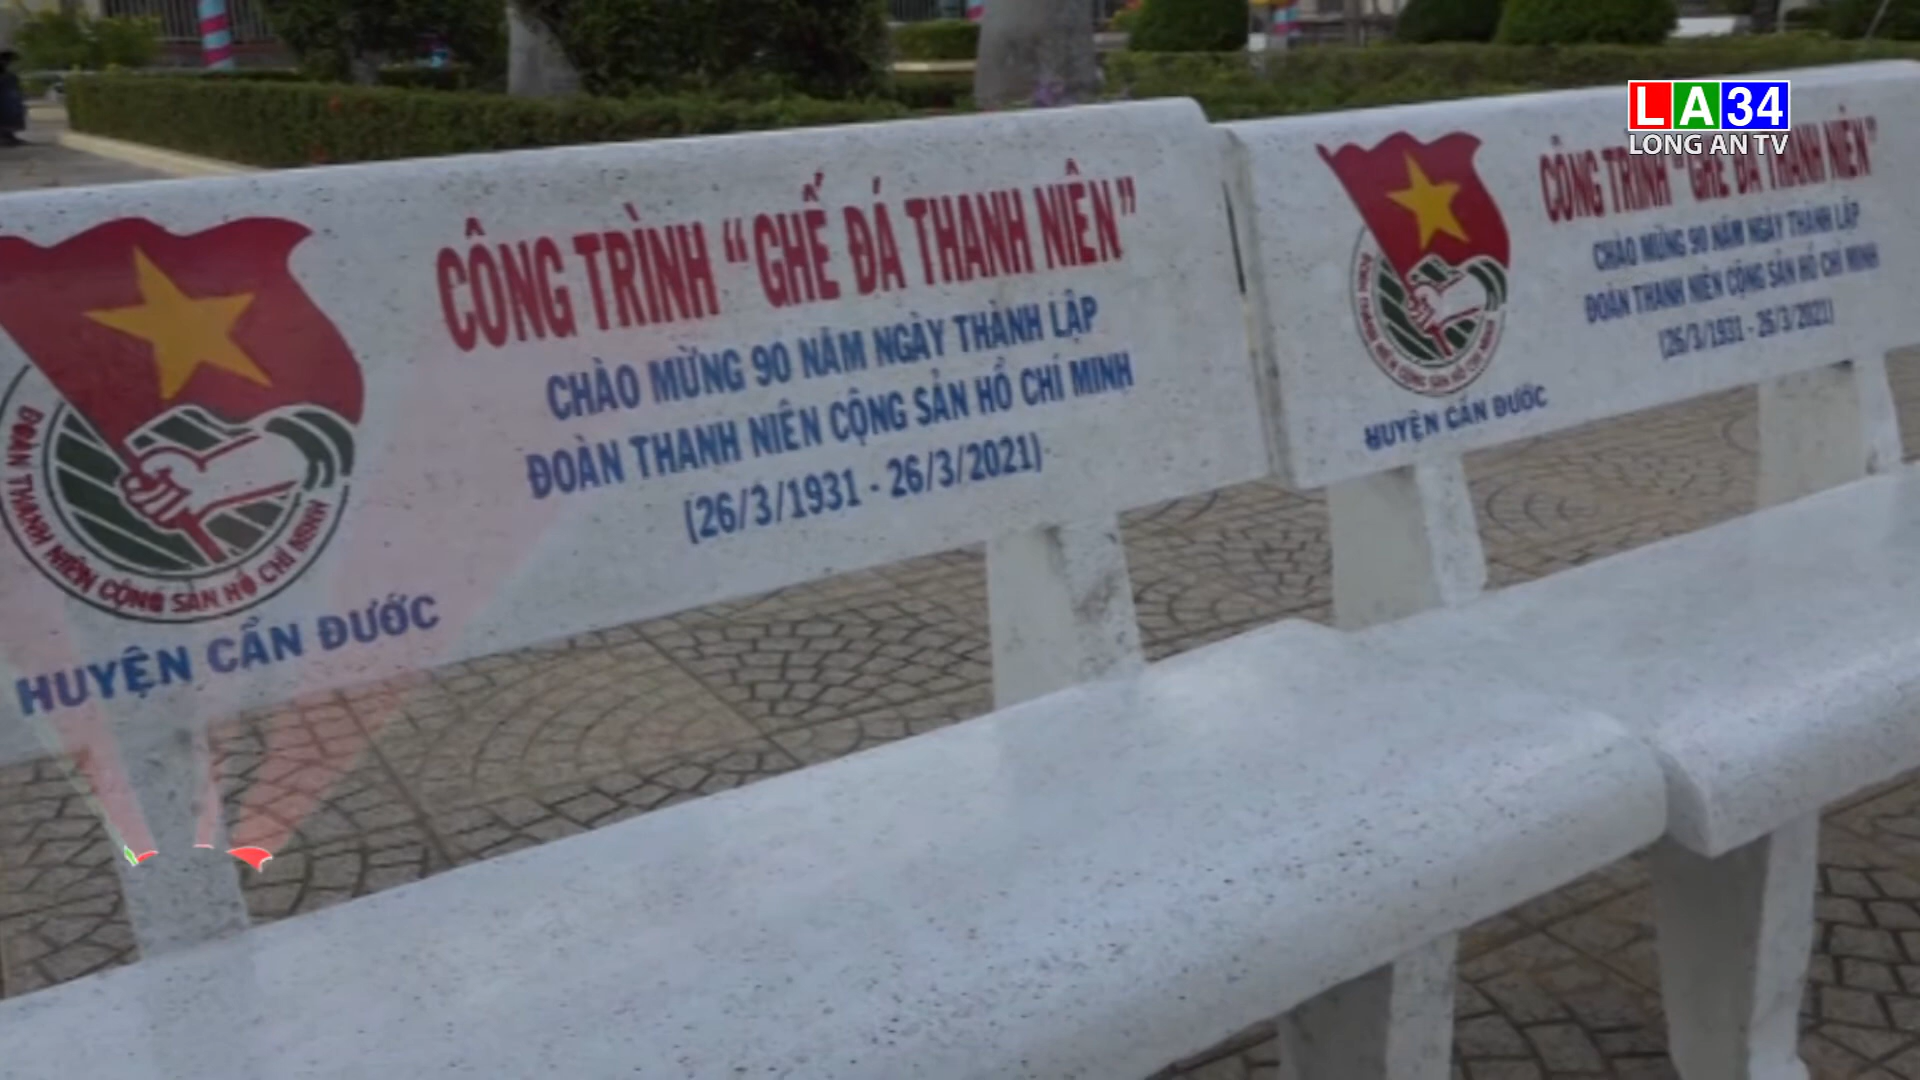 LA34
LONG AN TV
CÔNG TRÌNH “GHẾ ĐÁ THANH NIÊN”
CHÀO MỪNG 90 NĂM NGÀY THÀNH LẬP
ĐOÀN THANH NIÊN CỘNG SẢN HỒ CHÍ MINH
(26/3/1931 - 26/3/2021)
ĐOÀN THANH NIÊN CỘNG SẢN HỒ CHÍ MINH
HUYỆN CẦN ĐƯỚC
CÔNG TRÌNH “GHẾ ĐÁ THANH NIÊN”
CHÀO MỪNG 90 NĂM NGÀY THÀNH LẬP
ĐOÀN THANH NIÊN CỘNG SẢN HỒ CHÍ MINH
(26/3/1931 - 26/3/2021)
ĐOÀN THANH NIÊN CỘNG SẢN HỒ CHÍ MINH
HUYỆN CẦN ĐƯỚC